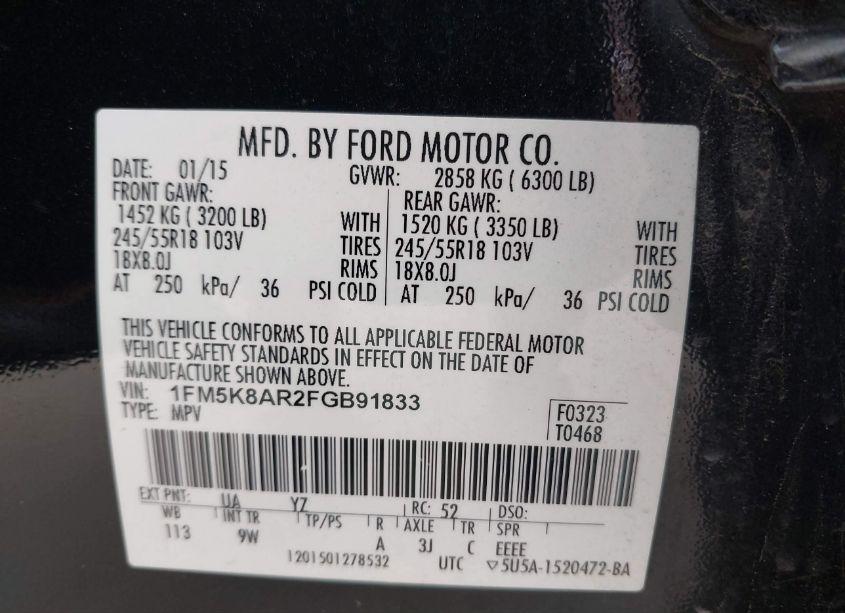 MFD. BY FORD MOTOR CO.
DATE: 01/15 GVWR: 2858 KG ( 6300 LB)
FRONT GAWR: REAR GAWR:
1452 KG ( 3200 LB) WITH 1520 KG ( 3350 LB) WITH
245/55R18 103V TIRES 245/55R18 103V TIRES
18X8.0J RIMS 18X8.0J RIMS
AT 250 kPa/ 36 PSI COLD AT 250 kPa/ 36 PSI COLD
THIS VEHICLE CONFORMS TO ALL APPLICABLE FEDERAL MOTOR
VEHICLE SAFETY STANDARDS IN EFFECT ON THE DATE OF
MANUFACTURE SHOWN ABOVE.
VIN: 1FM5K8AR2FGB91833
TYPE: MPV
F0323
T0468
EXT PNT: UA YZ RC: 52 DSO:
WB INT TR TP/PS R AXLE TR SPR
113 9W A 3J C EEEE
1201501278532 UTC ▽5U5A-1520472-BA